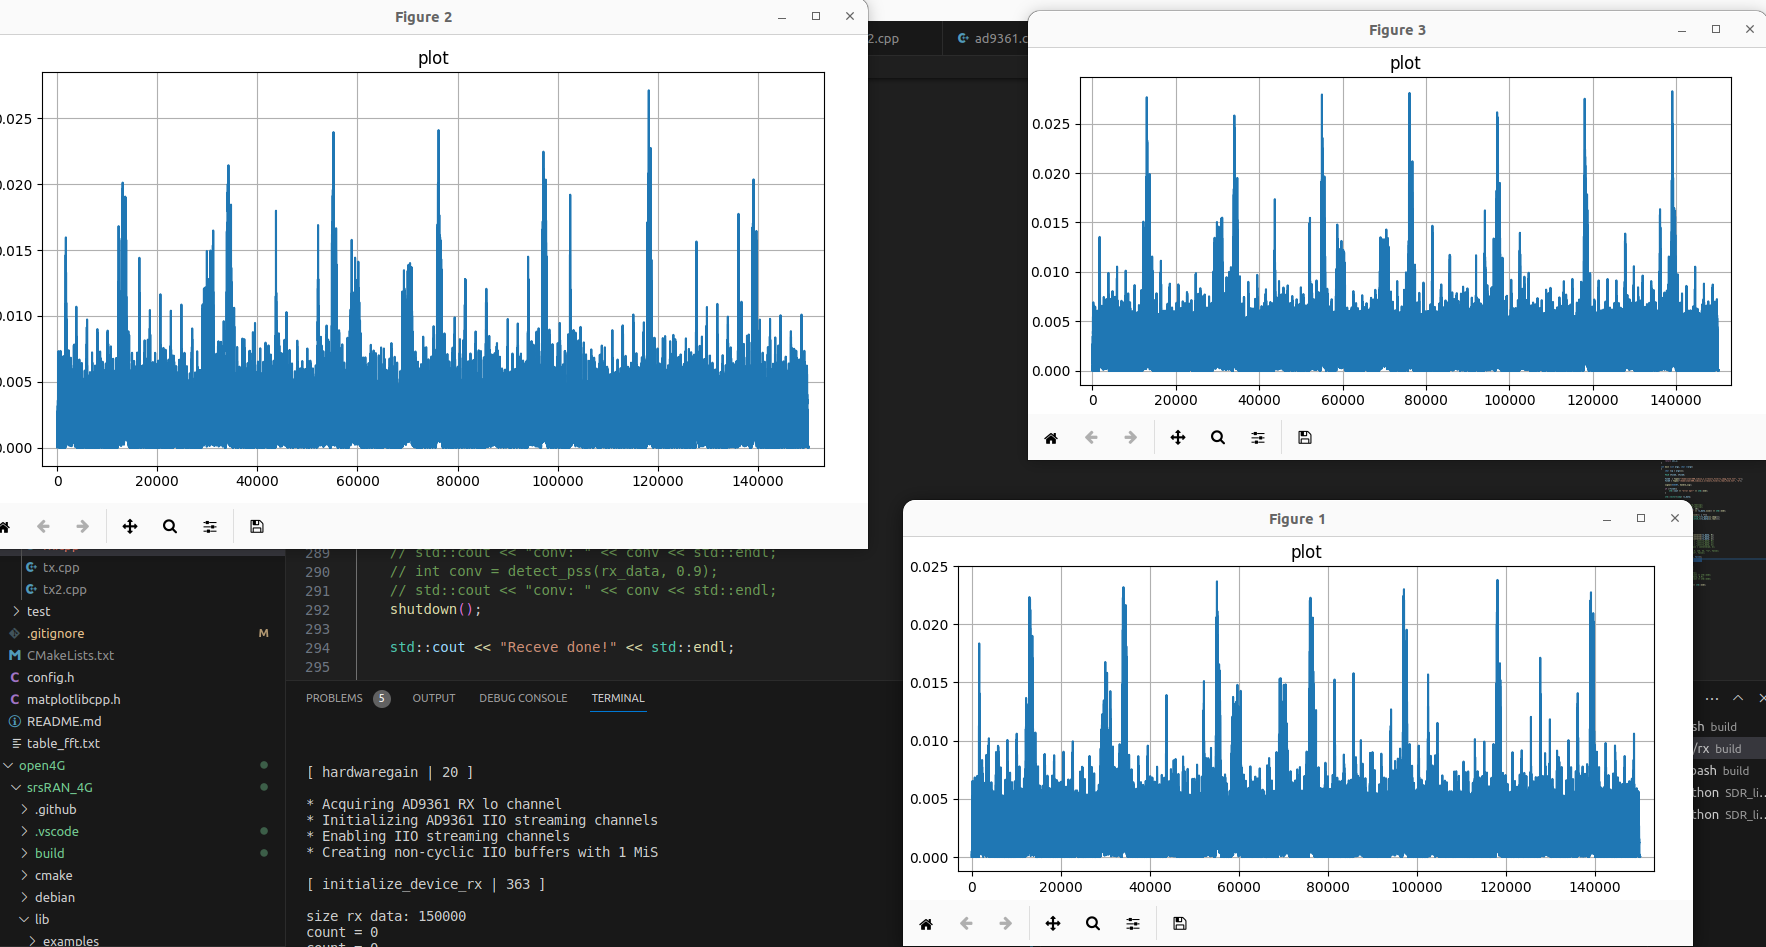 Figure 2
plot
0.025
0.020
0.015
0.010
0.005
0.000
0 20000 40000 60000 80000 100000 120000 140000
2.cpp
ad9361.c
Figure 3
plot
0.025
0.020
0.015
0.010
0.005
0.000
0 20000 40000 60000 80000 100000 120000 140000
Figure 1
plot
0.025
0.020
0.015
0.010
0.005
0.000
0 20000 40000 60000 80000 100000 120000 140000
tx.cpp
tx2.cpp
test
.gitignore M
CMakeLists.txt
config.h
matplotlibcpp.h
README.md
table_fft.txt
open4G
srsRAN_4G
.github
.vscode
build
cmake
debian
lib
examples
289 // std::cout << "conv: " << conv << std::endl;
290 // int conv = detect_pss(rx_data, 0.9);
291 // std::cout << "conv: " << conv << std::endl;
292 shutdown();
293
294 std::cout << "Receve done!" << std::endl;
295
PROBLEMS 5 OUTPUT DEBUG CONSOLE TERMINAL
[ hardwaregain | 20 ]
* Acquiring AD9361 RX lo channel
* Initializing AD9361 IIO streaming channels
* Enabling IIO streaming channels
* Creating non-cyclic IIO buffers with 1 MiS
[ initialize_device_rx | 363 ]
size rx data: 150000
count = 0
count = 0
sh build
/rx build
bash build
thon SDR_li...
thon SDR_li...